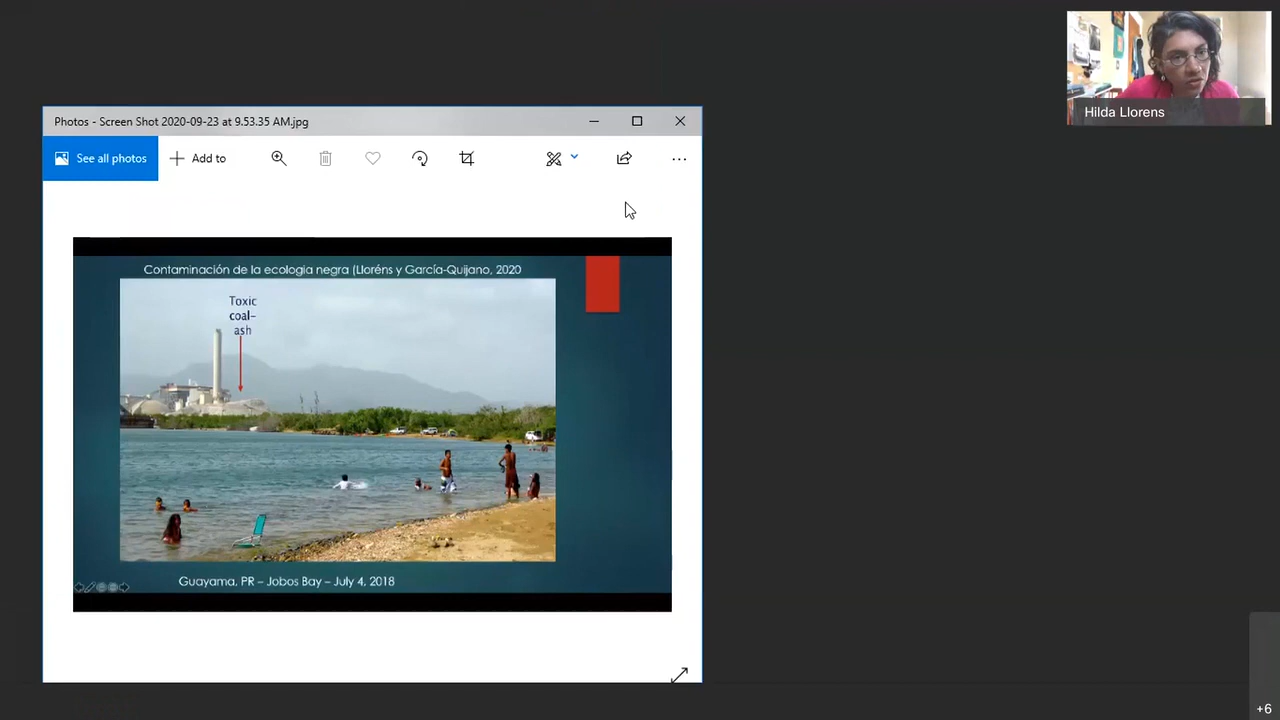 Hilda Llorens
Photos - Screen Shot 2020-09-23 at 9.53.35 AM.jpg
See all photos
Add to
Contaminación de la ecologia negra (Lloréns y García-Quijano, 2020
Toxic
coal-
ash
Guayama, PR – Jobos Bay – July 4, 2018
+6